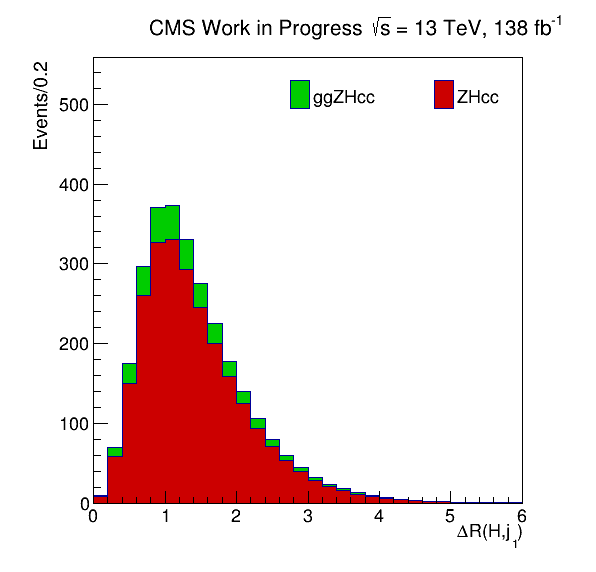 CMS Work in Progress √s = 13 TeV, 138 fb⁻¹
Events/0.2
ggZHcc
ZHcc
500
400
300
200
100
0
0 1 2 3 4 5 6
ΔR(H,j₁)